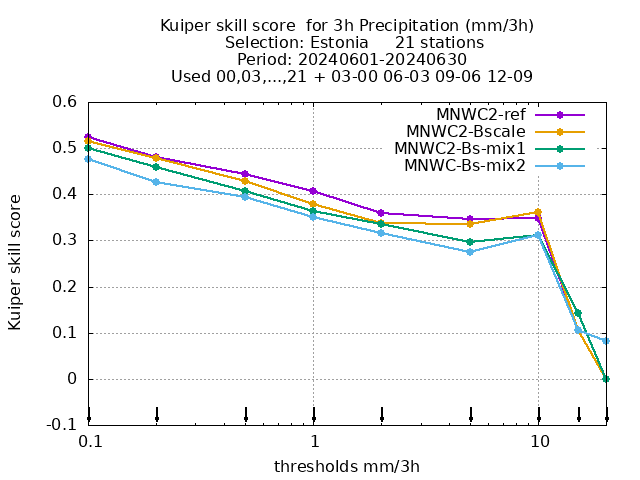 Kuiper skill score  for 3h Precipitation (mm/3h)
Selection: Estonia     21 stations
Period: 20240601-20240630
Used 00,03,...,21 + 03-00 06-03 09-06 12-09
MNWC2-ref
MNWC2-Bscale
MNWC2-Bs-mix1
MNWC-Bs-mix2
0.6
0.5
0.4
0.3
0.2
0.1
0
-0.1
Kuiper skill score
0.1 1 10
thresholds mm/3h